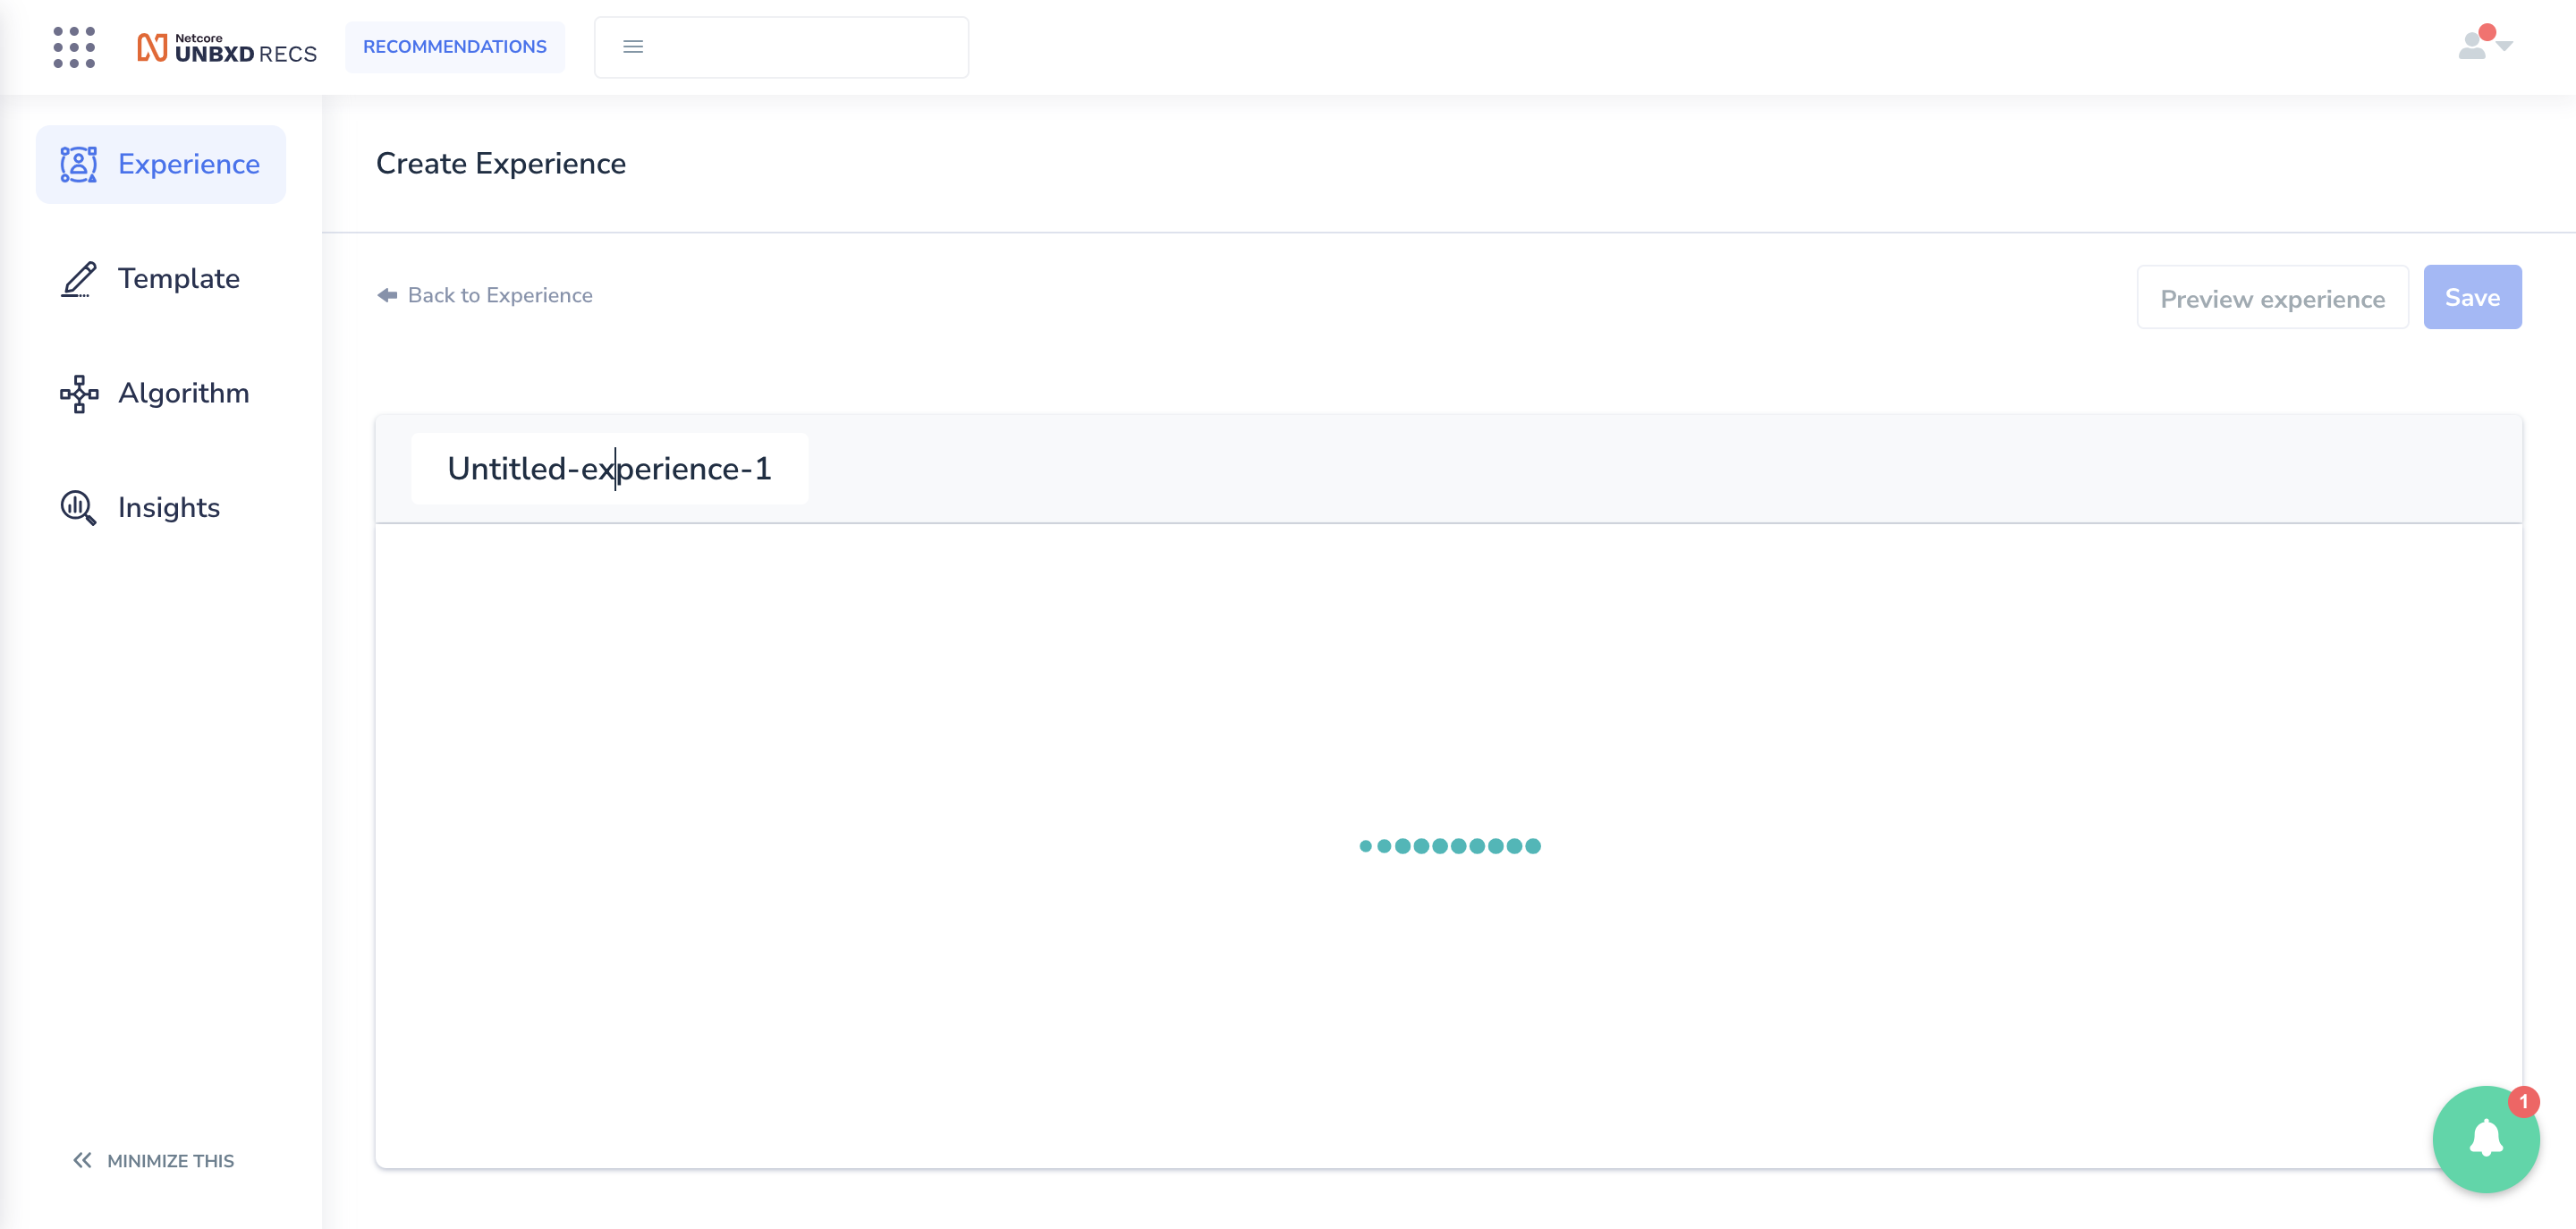 Netcore
UNBXD RECS
RECOMMENDATIONS
Experience
Template
Algorithm
Insights
MINIMIZE THIS
Create Experience
Back to Experience
Preview experience
Save
Untitled-experience-1
1